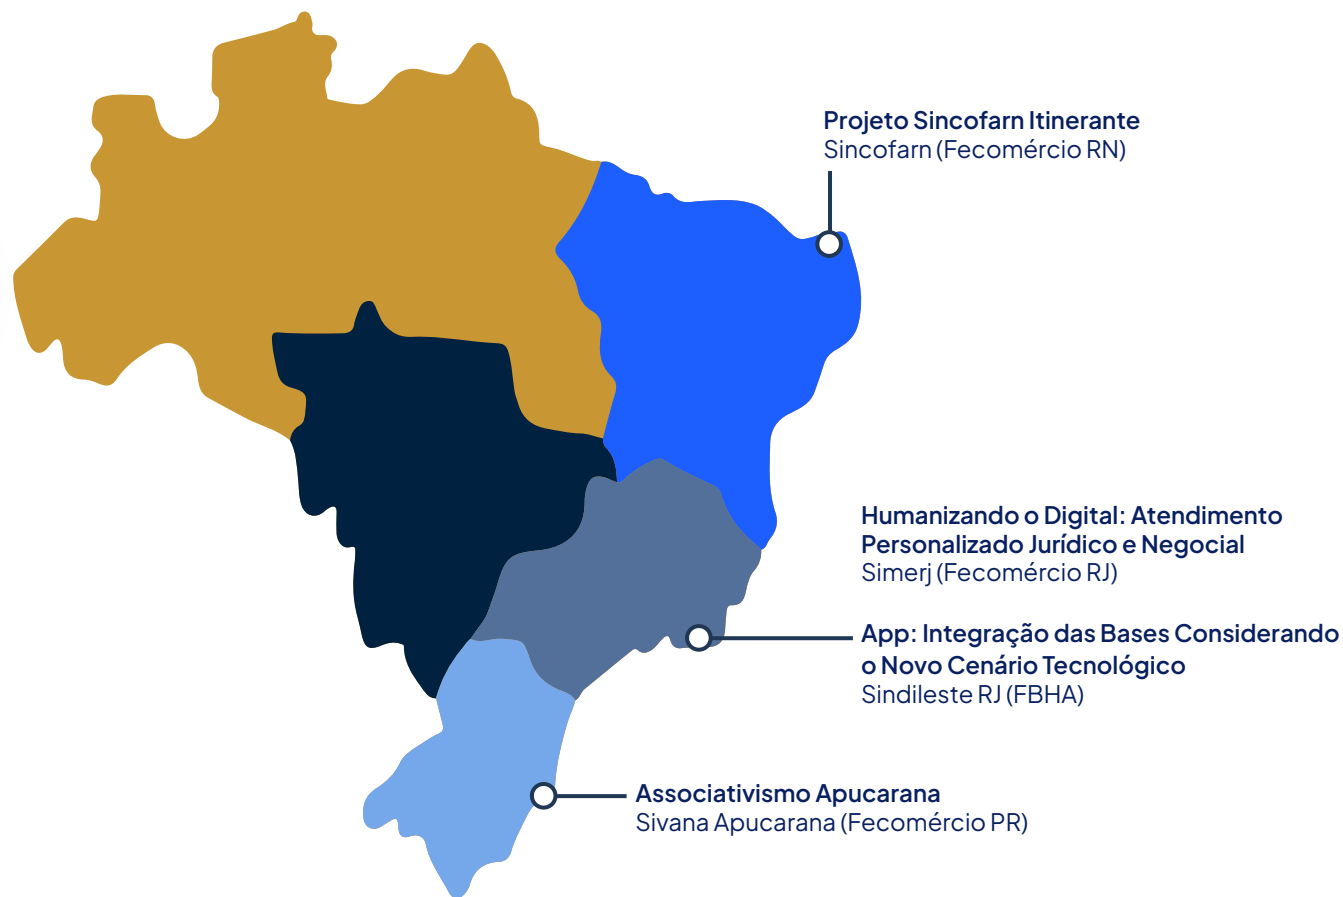 Projeto Sincofarn Itinerante
Sincofarn (Fecomércio RN)
Humanizando o Digital: Atendimento
Personalizado Jurídico e Negocial
Simerj (Fecomércio RJ)
App: Integração das Bases Considerando
o Novo Cenário Tecnológico
Sindileste RJ (FBHA)
Associativismo Apucarana
Sivana Apucarana (Fecomércio PR)